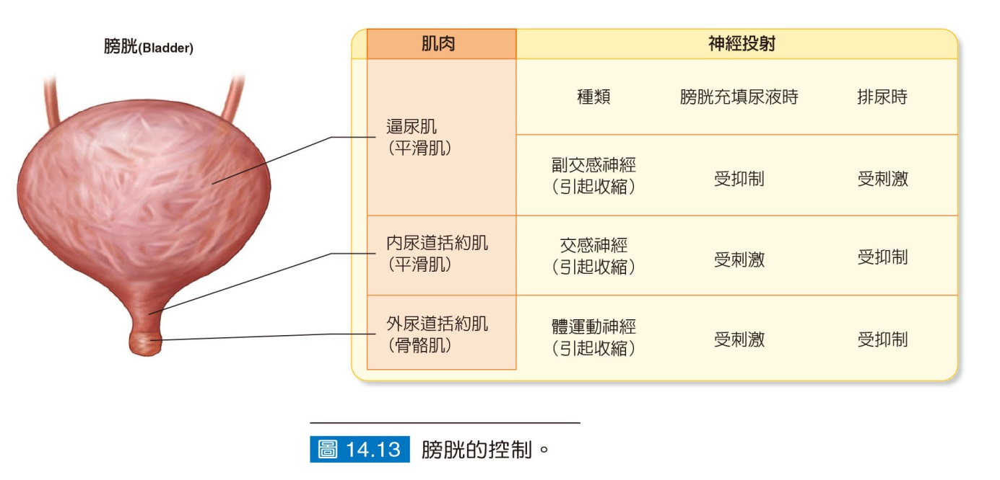 膀胱(Bladder)
肌肉
神經投射
種類
膀胱充填尿液時
排尿時
逼尿肌
（平滑肌）
副交感神經
（引起收縮）
受抑制
受刺激
內尿道括約肌
（平滑肌）
交感神經
（引起收縮）
受刺激
受抑制
外尿道括約肌
（骨骼肌）
體運動神經
（引起收縮）
受刺激
受抑制
圖 14.13 膀胱的控制。